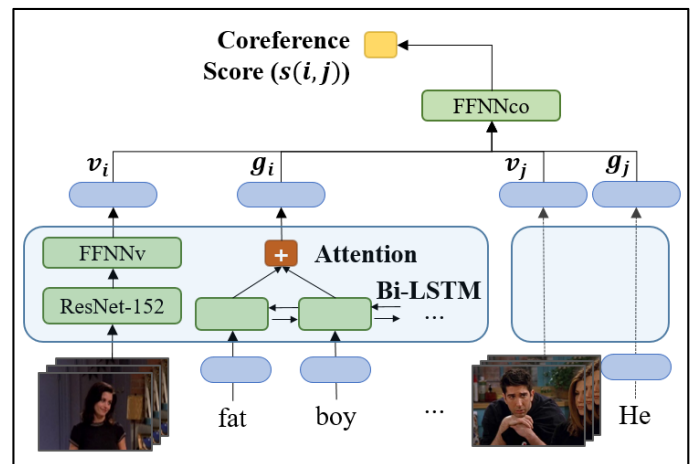 Coreference
Score (s(i, j))
FFNNco
v_i
g_i
v_j
g_j
FFNNv
+
Attention
ResNet-152
Bi-LSTM
...
fat
boy
...
He